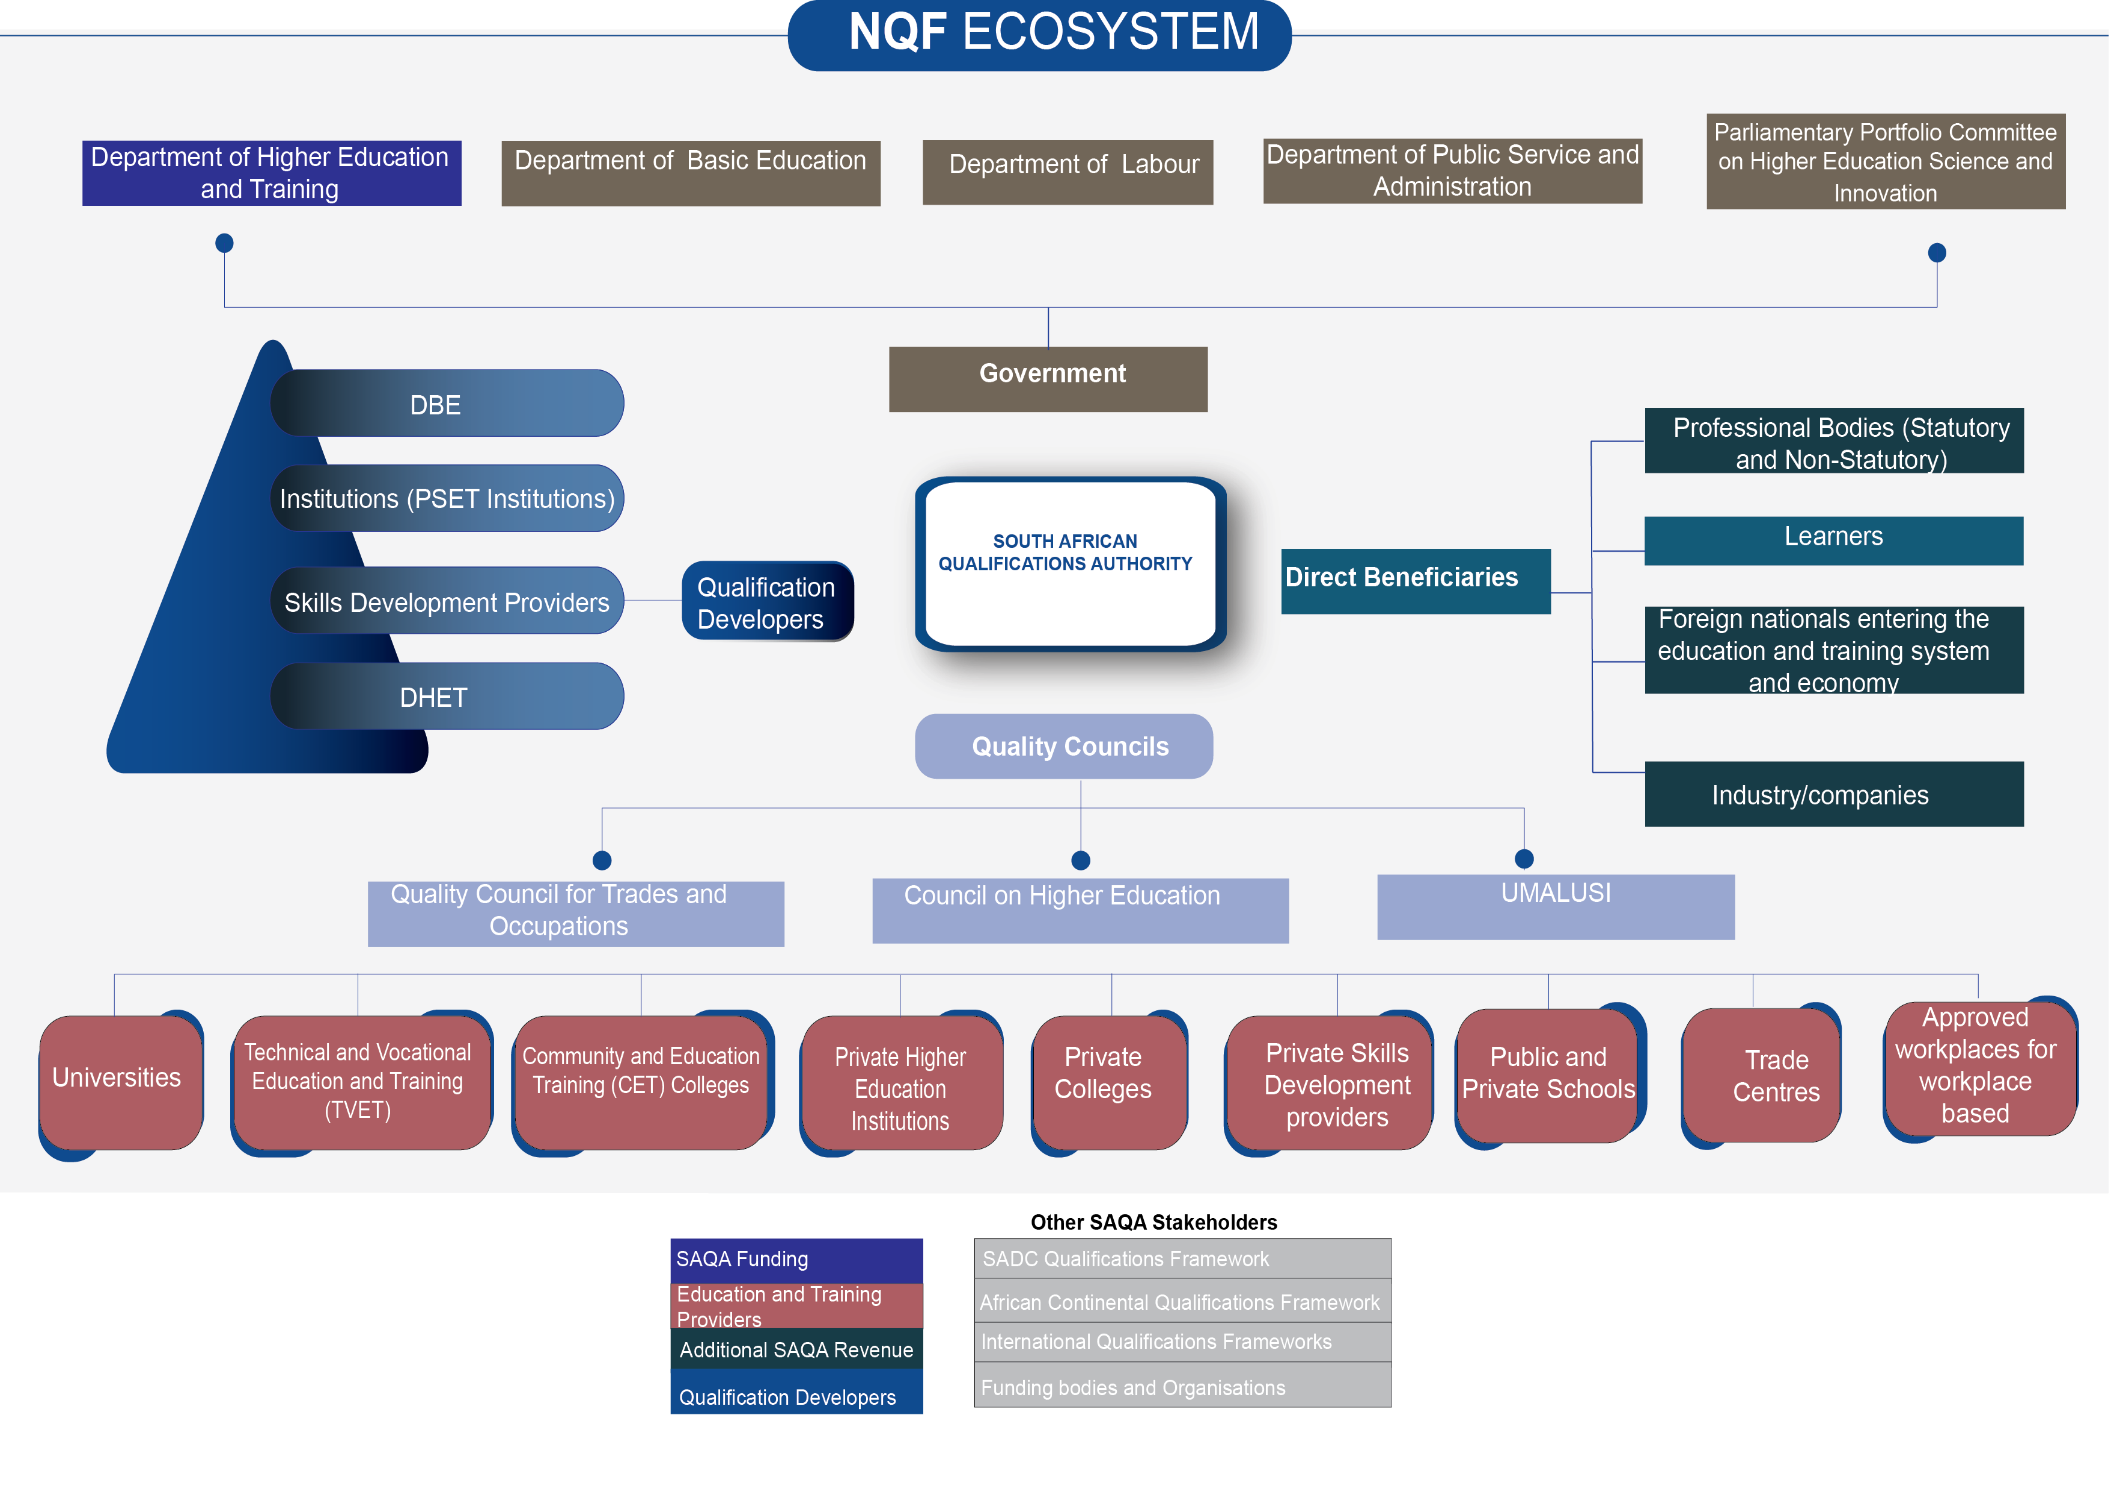 NQF ECOSYSTEM
Department of Higher Education
and Training
Department of Basic Education
Department of Labour
Department of Public Service and
Administration
Parliamentary Portfolio Committee
on Higher Education Science and
Innovation
Government
DBE
Institutions (PSET Institutions)
Skills Development Providers
DHET
Qualification
Developers
SOUTH AFRICAN
QUALIFICATIONS AUTHORITY
Direct Beneficiaries
Professional Bodies (Statutory
and Non-Statutory)
Learners
Foreign nationals entering the
education and training system
and economy
Industry/companies
Quality Councils
Quality Council for Trades and
Occupations
Council on Higher Education
UMALUSI
Universities
Technical and Vocational
Education and Training
(TVET)
Community and Education
Training (CET) Colleges
Private Higher
Education
Institutions
Private
Colleges
Private Skills
Development
providers
Public and
Private Schools
Trade
Centres
Approved
workplaces for
workplace
based
SAQA Funding
Education and Training
Providers
Additional SAQA Revenue
Qualification Developers
Other SAQA Stakeholders
SADC Qualifications Framework
African Continental Qualifications Framework
International Qualifications Frameworks
Funding bodies and Organisations